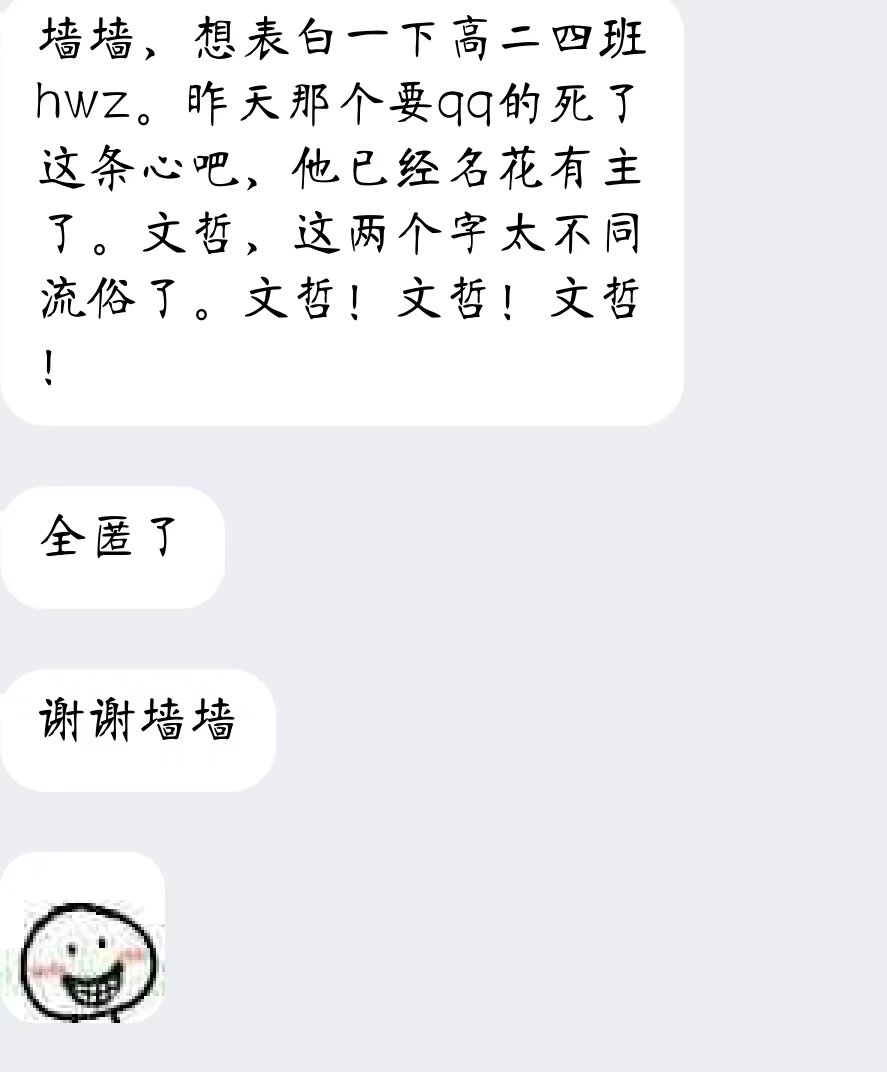 墙墙、想表白一下高二四班
hwz。昨天那个要qq的死了
这条心吧、他已经名花有主
了。文哲、这两个字太不同
流俗了。文哲！文哲！文哲
！
全匿了
谢谢墙墙